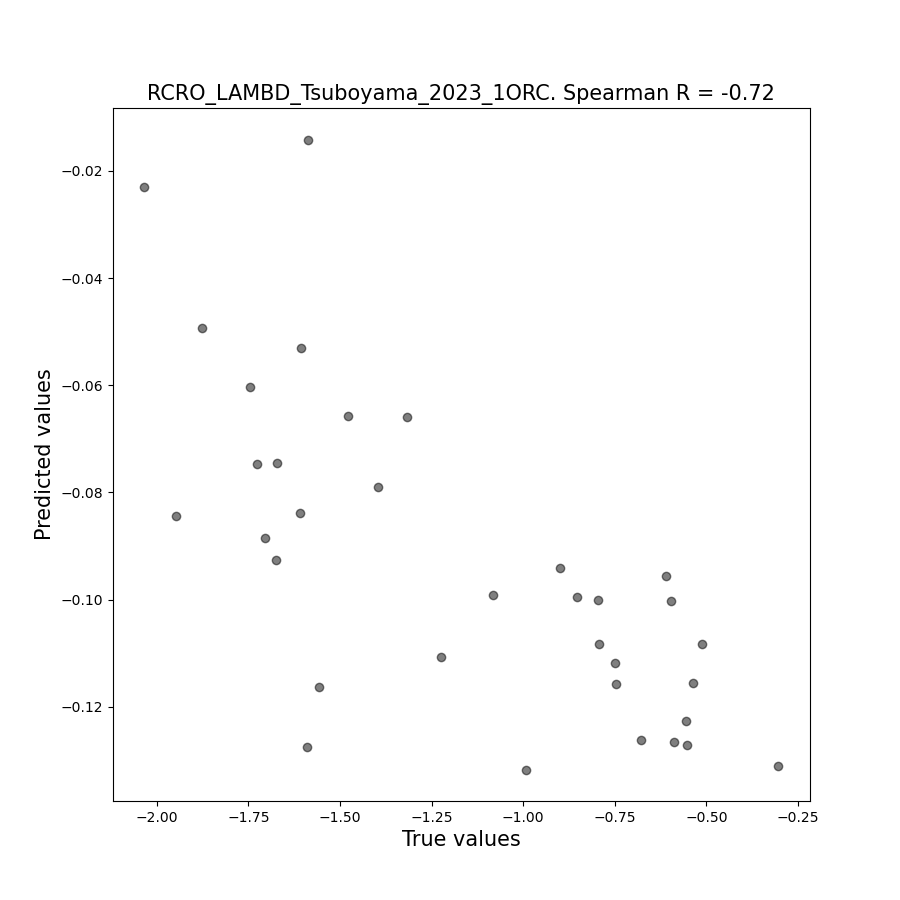 RCRO_LAMBD_Tsuboyama_2023_1ORC. Spearman R = -0.72
−0.02
−0.04
−0.06
−0.08
−0.10
−0.12
Predicted values
−2.00 −1.75 −1.50 −1.25 −1.00 −0.75 −0.50 −0.25
True values